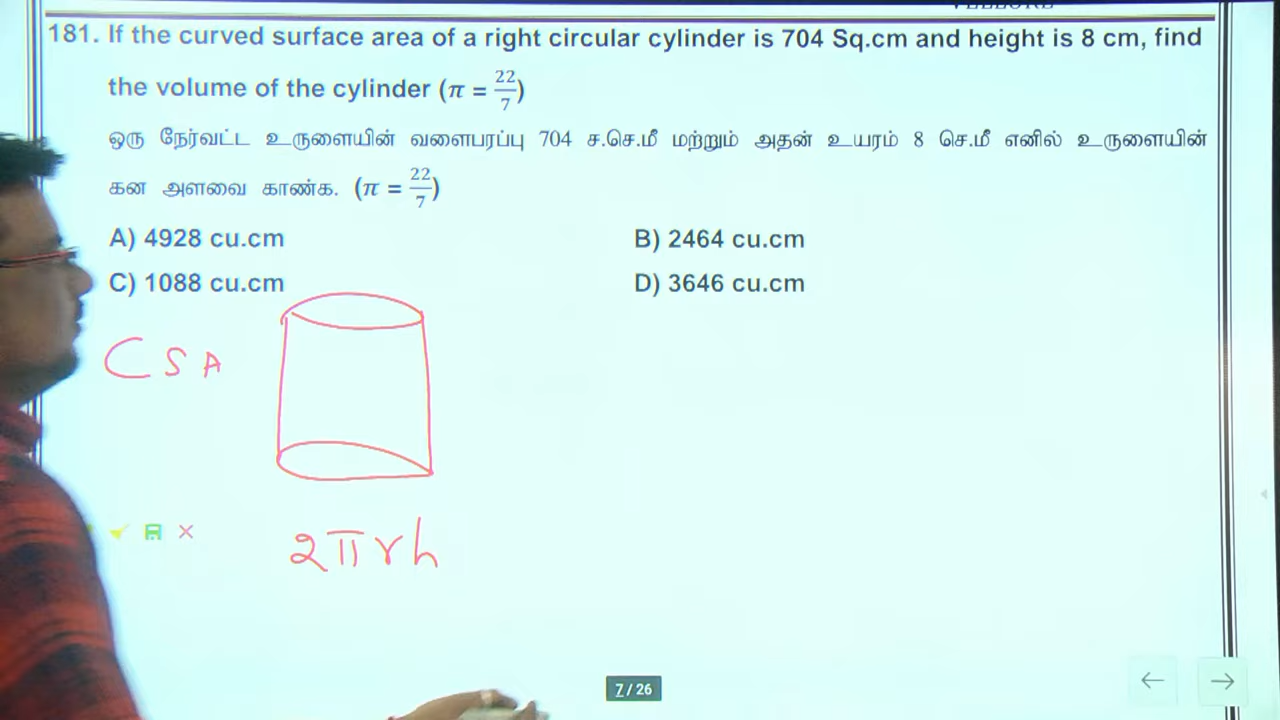 181. If the curved surface area of a right circular cylinder is 704 Sq.cm and height is 8 cm, find
the volume of the cylinder (π = 22/7)
ஒரு நேர்வட்ட உருளையின் வளைபரப்பு 704 ச.செ.மீ மற்றும் அதன் உயரம் 8 செ.மீ எனில் உருளையின்
கன அளவை காண்க. (π = 22/7)
A) 4928 cu.cm B) 2464 cu.cm
C) 1088 cu.cm D) 3646 cu.cm
CSA
2πrh
7/26